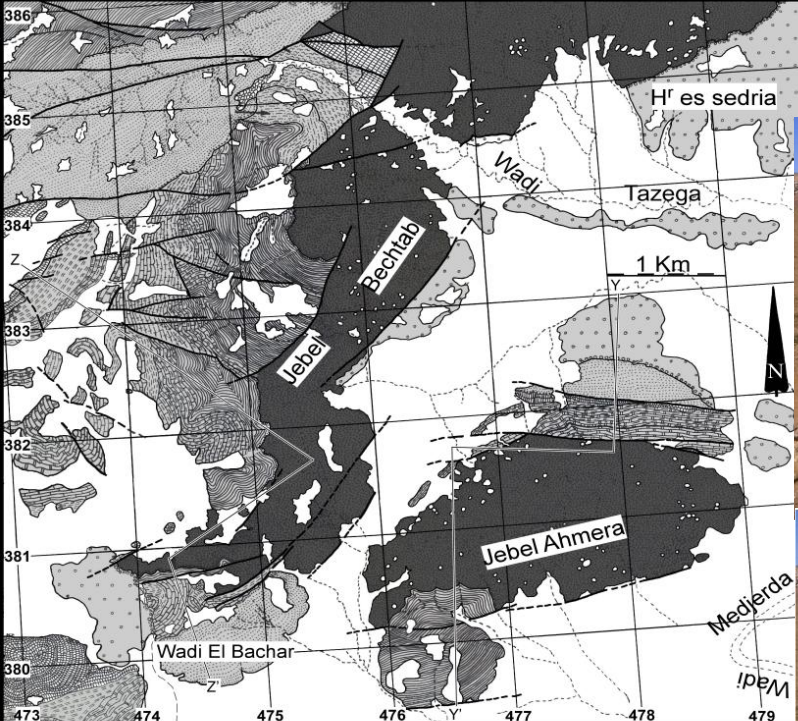 386
385
Hʳ es sedria
Wadi
Tazega
384
Z
Bechtab
1 Km
Y
383
Jebel
N
382
381
Jebel Ahmera
Medjerda
Wadi
380
Wadi El Bachar
Z'
473 474 475 476 Y' 477 478 479